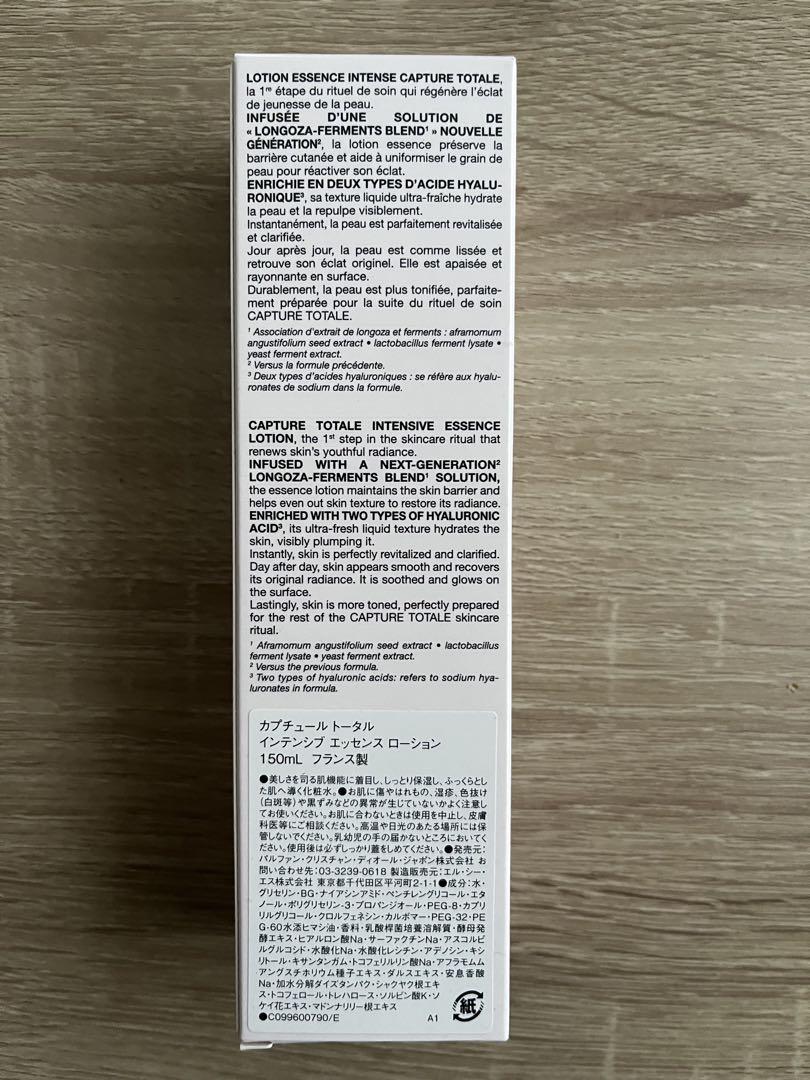 LOTION ESSENCE INTENSE CAPTURE TOTALE,
la 1re étape du rituel de soin qui régénère l'éclat
de jeunesse de la peau.
INFUSÉE D'UNE SOLUTION DE
« LONGOZA-FERMENTS BLEND¹ » NOUVELLE
GÉNÉRATION², la lotion essence préserve la
barrière cutanée et aide à uniformiser le grain de
peau pour réactiver son éclat.
ENRICHIE EN DEUX TYPES D'ACIDE HYALU-
RONIQUE³, sa texture liquide ultra-fraîche hydrate
la peau et la repulpe visiblement.
Instantanément, la peau est parfaitement revitalisée
et clarifiée.
Jour après jour, la peau est comme lissée et
retrouve son éclat originel. Elle est apaisée et
rayonnante en surface.
Durablement, la peau est plus tonifiée, parfaite-
ment préparée pour la suite du rituel de soin
CAPTURE TOTALE.
¹ Association d'extrait de longoza et ferments : aframomum
angustifolium seed extract • lactobacillus ferment lysate •
yeast ferment extract.
² Versus la formule précédente.
³ Deux types d'acides hyaluroniques : se réfère aux hyalu-
ronates de sodium dans la formule.
CAPTURE TOTALE INTENSIVE ESSENCE
LOTION, the 1st step in the skincare ritual that
renews skin's youthful radiance.
INFUSED WITH A NEXT-GENERATION²
LONGOZA-FERMENTS BLEND¹ SOLUTION,
the essence lotion maintains the skin barrier and
helps even out skin texture to restore its radiance.
ENRICHED WITH TWO TYPES OF HYALURONIC
ACID³, its ultra-fresh liquid texture hydrates the
skin, visibly plumping it.
Instantly, skin is perfectly revitalized and clarified.
Day after day, skin appears smooth and recovers
its original radiance. It is soothed and glows on
the surface.
Lastingly, skin is more toned, perfectly prepared
for the rest of the CAPTURE TOTALE skincare
ritual.
¹ Aframomum angustifolium seed extract • lactobacillus
ferment lysate • yeast ferment extract.
² Versus the previous formula.
³ Two types of hyaluronic acids: refers to sodium hya-
luronates in formula.
カプチュール トータル
インテンシブ エッセンス ローション
150mL フランス製
●美しさを司る肌機能に着目し、しっとり保湿し、ふっくらとし
た肌へ導く化粧水。●お肌に傷やはれもの、湿疹、色抜け
(白斑等)や黒ずみなどの異常が生じていないかよく注意し
てお使いください。お肌に合わないときは使用を中止し、皮膚
科医等にご相談ください。高温や日光のあたる場所には保
管しないでください。乳幼児の手の届かないところにおいてく
ださい。使用後は必ずしっかり蓋をしめてください。●発売元:
パルファン・クリスチャン・ディオール・ジャポン株式会社 お
問い合わせ先:03-3239-0618 製造販売元:エル・シー・
エス株式会社 東京都千代田区平河町2-1-1●成分:水・
グリセリン・BG・ナイアシンアミド・ペンチレングリコール・エタ
ノール・ポリグリセリン-3・プロパンジオール・PEG-8・カプリ
リルグリコール・クロルフェネシン・カルボマー・PEG-32・PE
G-60水添ヒマシ油・香料・乳酸桿菌培養溶解質・酵母発
酵エキス・ヒアルロン酸Na・サーファクチンNa・アスコルビ
ルグルコシド・水酸化Na・水酸化レシチン・アデノシン・キシ
リトール・キサンタンガム・トコフェリルリン酸Na・アフラモムム
アングスチホリウム種子エキス・ダルスエキス・安息香酸
Na・加水分解ダイズタンパク・シャクヤク根エキ
ス・トコフェロール・トレハロース・ソルビン酸K・ソ
ケイ花エキス・マドンナリリー根エキス
●C099600790/E A1
紙